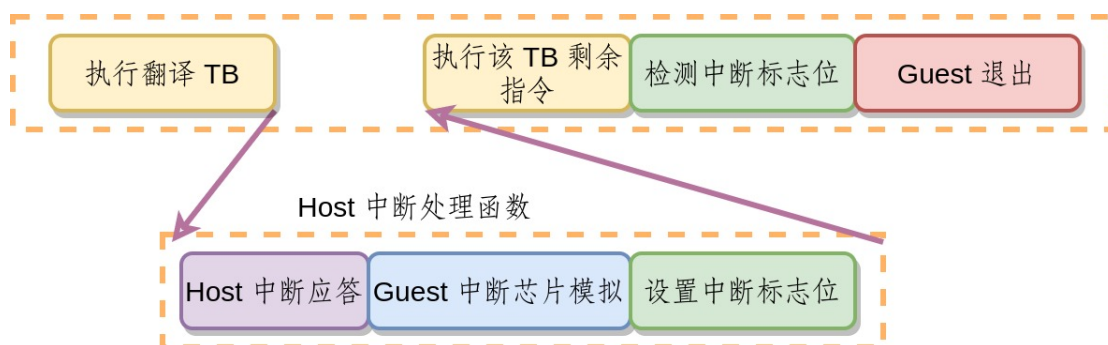 执行翻译 TB
执行该 TB 剩余
指令
检测中断标志位
Guest 退出
Host 中断处理函数
Host 中断应答
Guest 中断芯片模拟
设置中断标志位